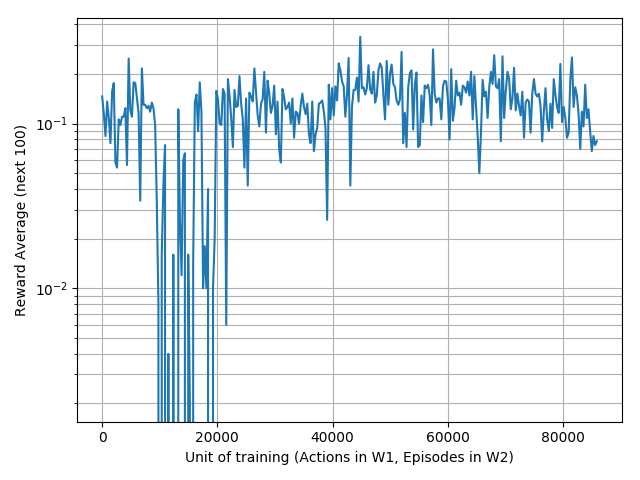 Reward Average (next 100)
10⁻¹
10⁻²
0 20000 40000 60000 80000
Unit of training (Actions in W1, Episodes in W2)